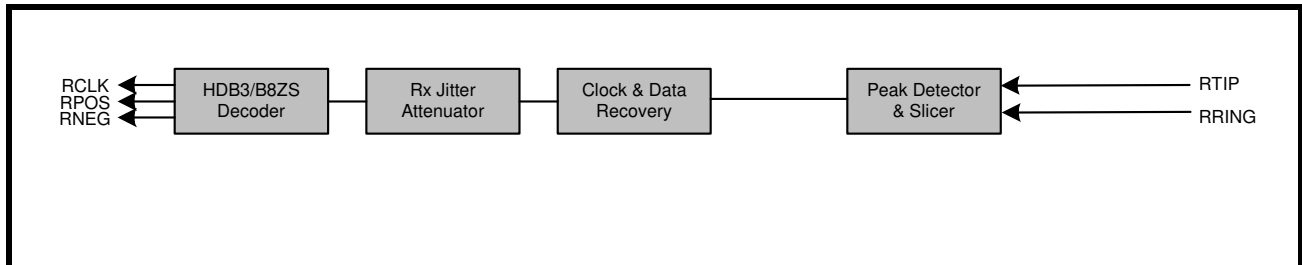 RCLK
RPOS
RNEG
HDB3/B8ZS
Decoder
Rx Jitter
Attenuator
Clock & Data
Recovery
Peak Detector
& Slicer
RTIP
RRING